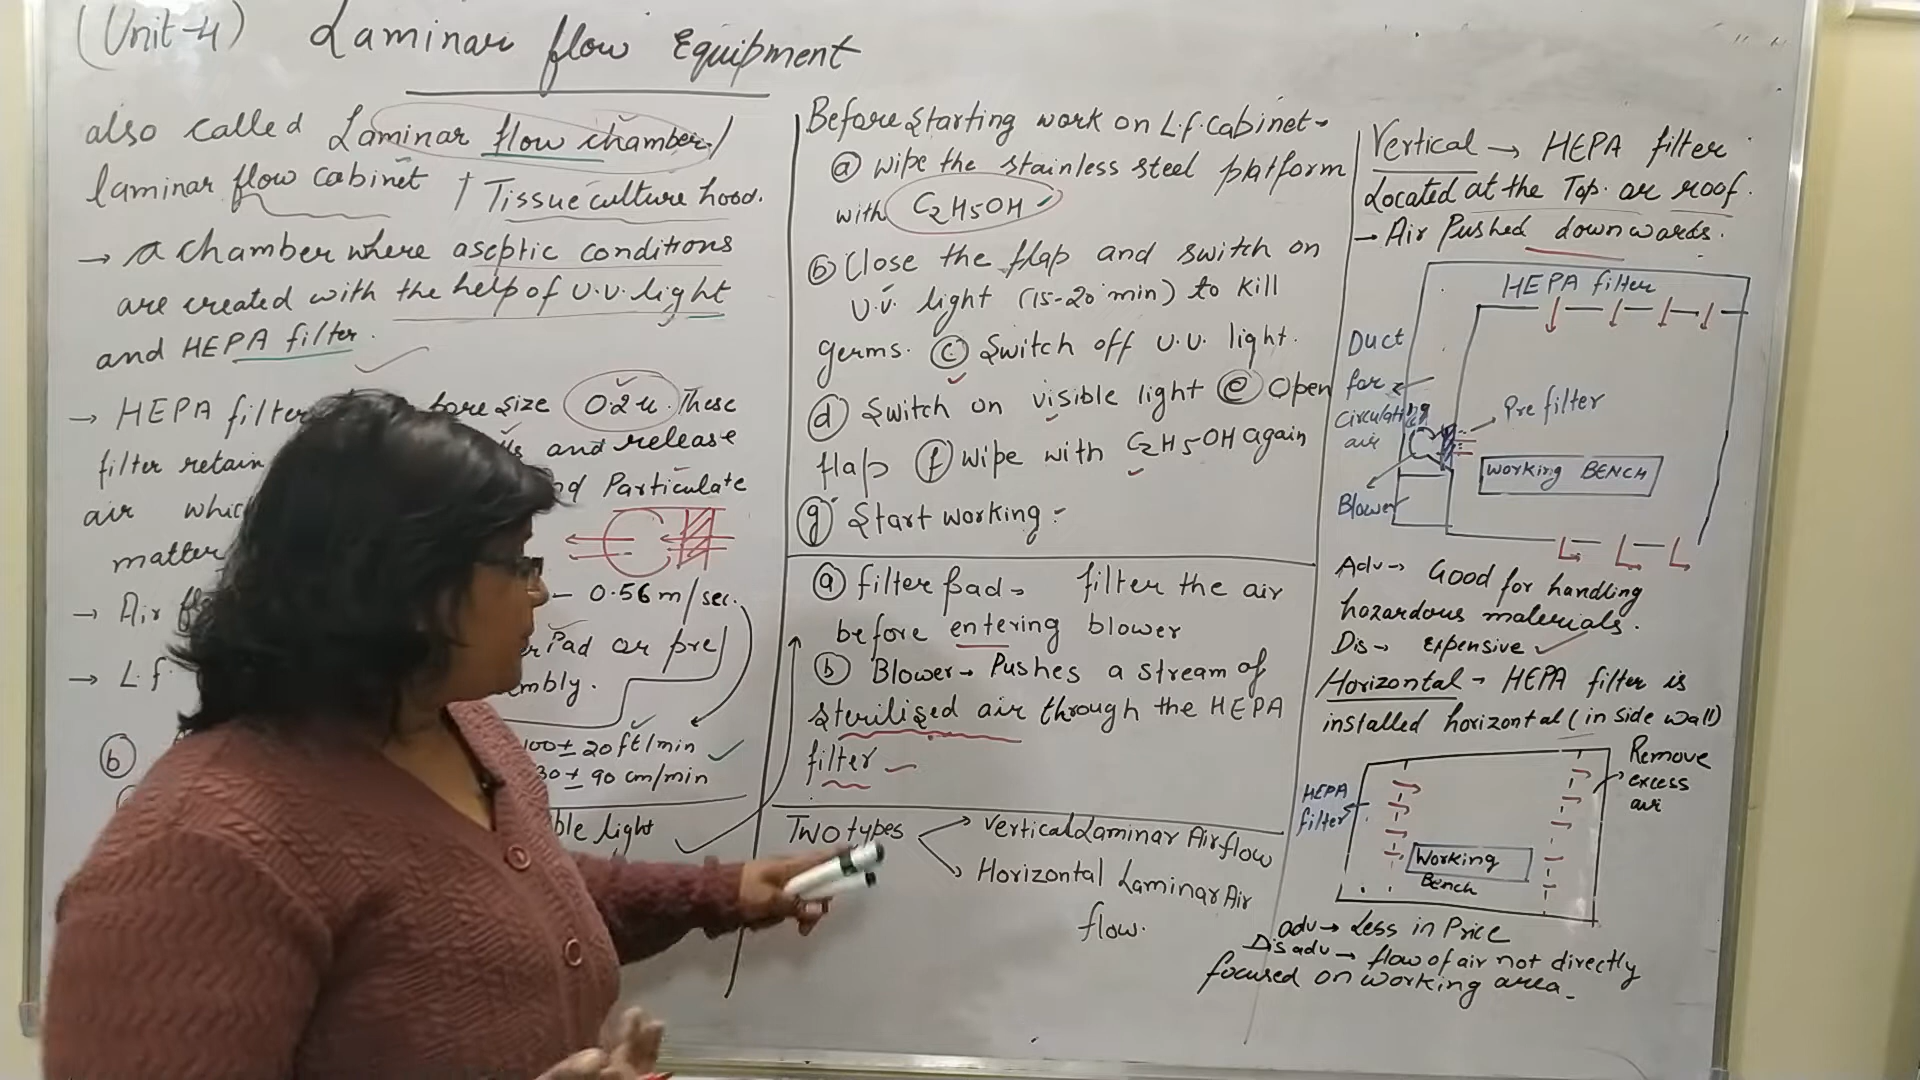 (Unit-4) Laminar flow Equipment
also called Laminar flow chamber/
laminar flow cabinet / Tissue culture hood.
→ a chamber where aseptic conditions
are created with the help of U.V. light
and HEPA filter.
→ HEPA filter pore size 0.2u. These
filter retain and release
air Particulate
matter
→ Air 0.56 m/sec.
→ L.f. Pad or pre
100 ± 20 ft/min
± 90 cm/min
light
Before Starting work on L.f. cabinet-
(a) wipe the stainless steel platform
with C2H5OH
(b) Close the flap and switch on
U.V. light (15-20 min) to kill
germs. (c) Switch off U.V. light.
(d) Switch on visible light (e) Open
flap (f) wipe with C2H5OH again
(g) Start working :-
(a) filter pad → filter the air
before entering blower
(b) Blower → Pushes a stream of
sterilised air through the HEPA
filter
Two types
Vertical Laminar Air flow
Horizontal Laminar Air
flow.
Vertical → HEPA filter
Located at the Top or roof.
→ Air Pushed downwards.
HEPA filter
Duct
for
Circulating
air
Pre filter
Working BENCH
Blower
Adv → Good for handling
hazardous materials.
Dis → Expensive
Horizontal → HEPA filter is
installed horizontal (in side wall)
HEPA
filter
Remove
excess
air
Working
Bench
adv → Less in Price
Dis adv → flow of air not directly
focused on working area.